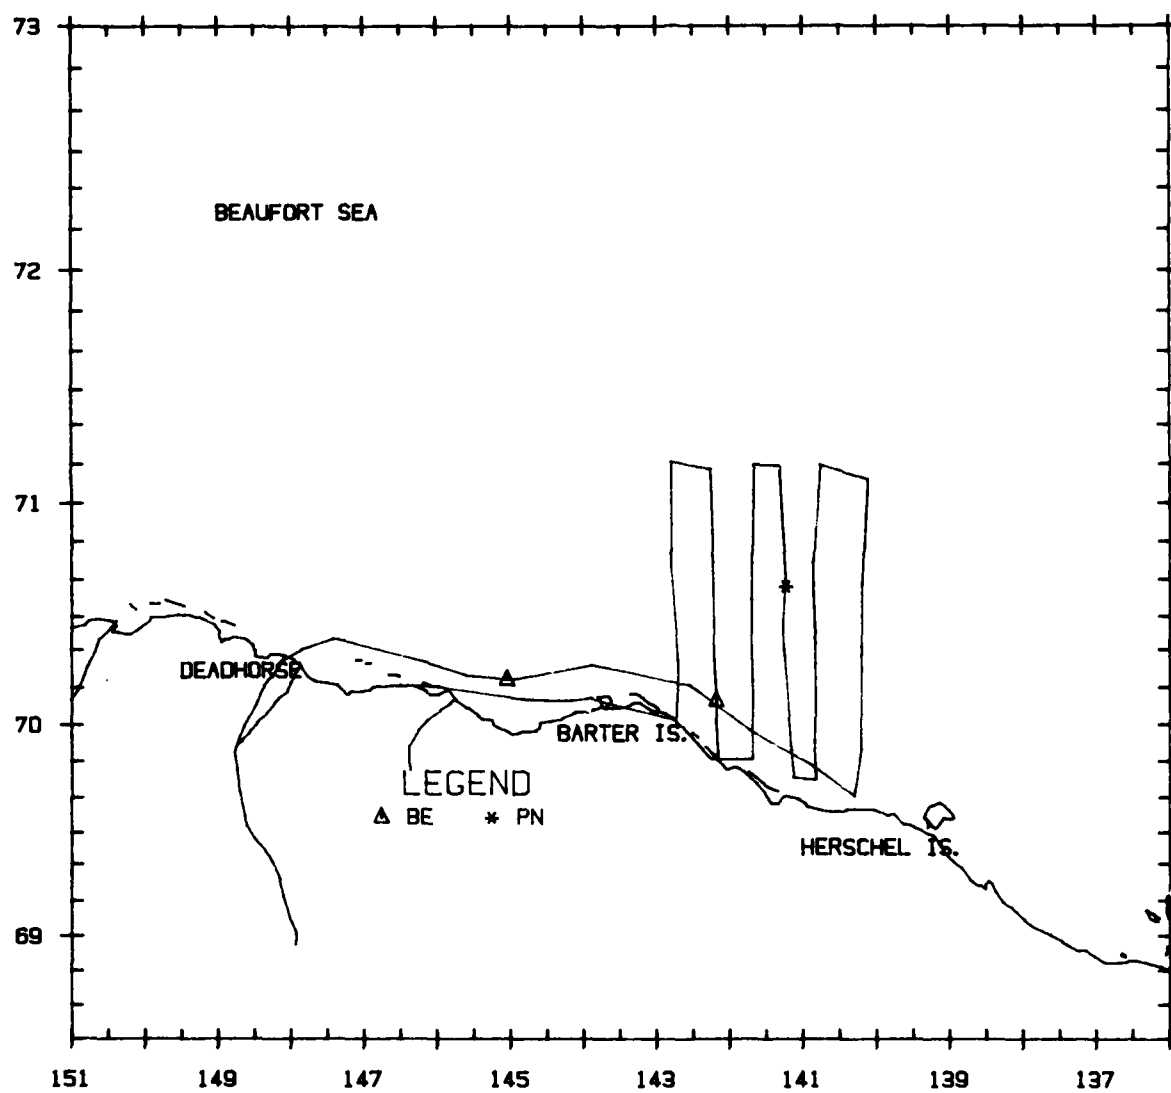 73
BEAUFORT SEA
72
71
DEADHORSE
70
BARTER IS.
LEGEND
BE PN
HERSCHEL IS.
69
151 149 147 145 143 141 139 137